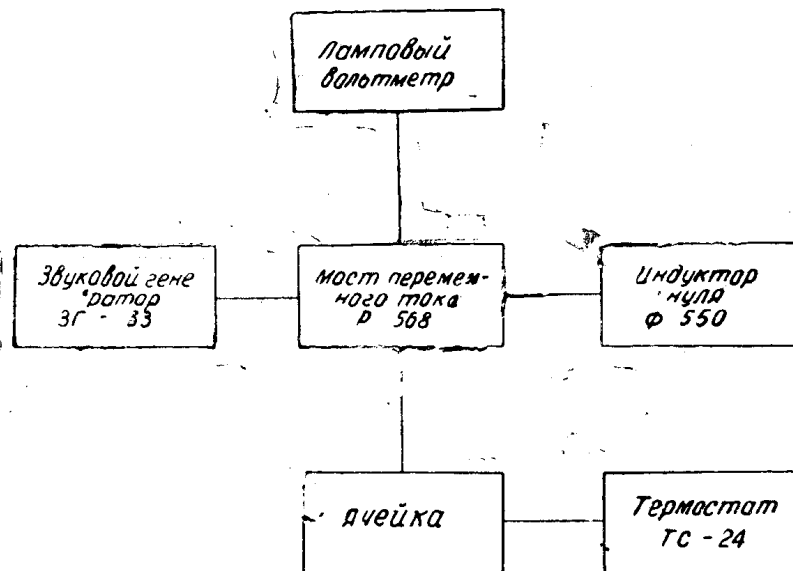 Ламповый
вольтметр
Звуковой гене
ратор
ЗГ - 33
Мост перемен-
ного тока
Р 568
Индуктор
нуля
Ф 550
Ячейка
Термостат
ТС - 24